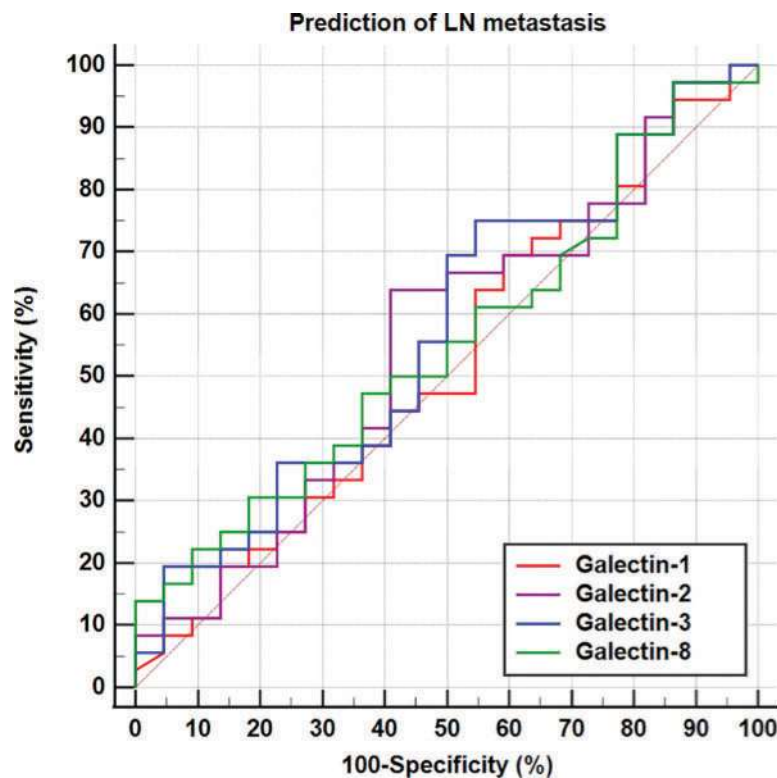 Prediction of LN metastasis
100
90
80
70
60
50
40
30
20
10
0
Sensitivity (%)
Galectin-1
Galectin-2
Galectin-3
Galectin-8
0 10 20 30 40 50 60 70 80 90 100
100-Specificity (%)